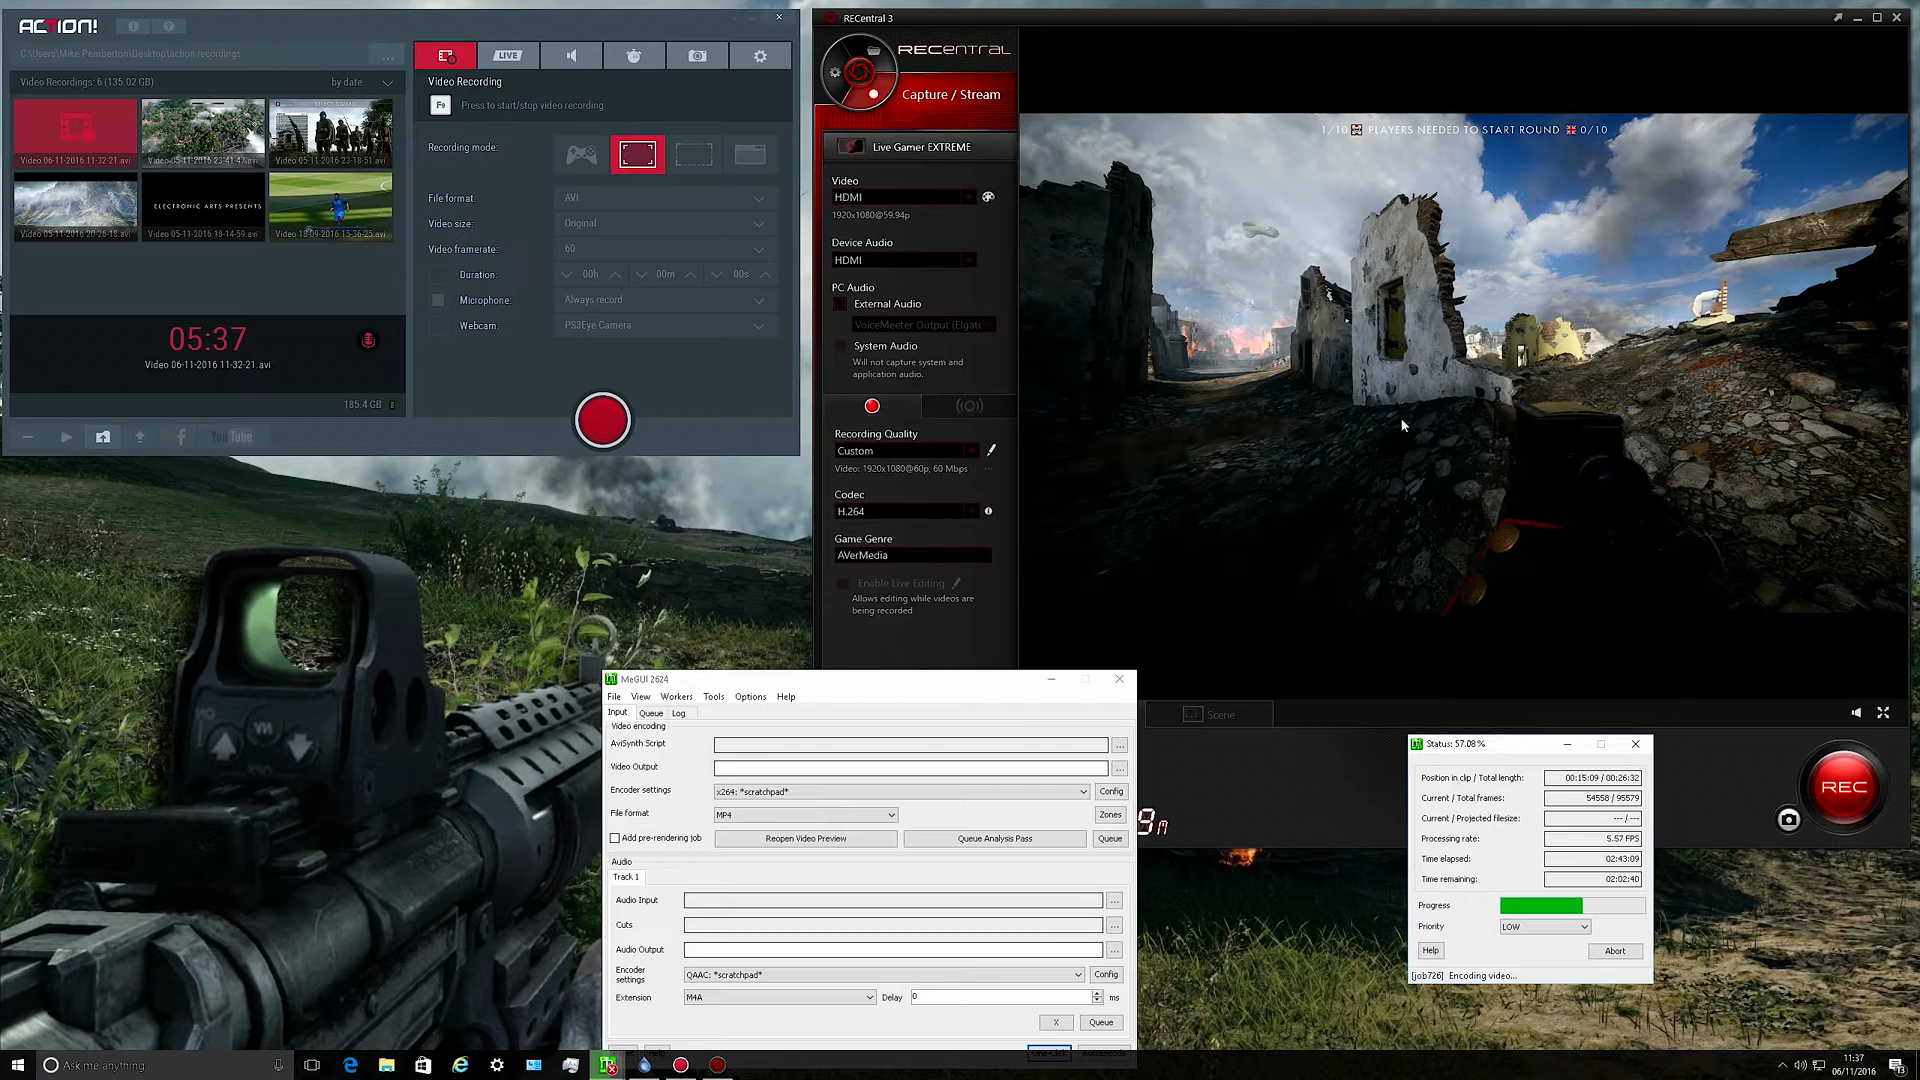 ACTION!
C:\Users\Mike Pemberton\Desktop\action recordings
...
Video Recordings: 6 (135.02 GB)
by date
Video 06-11-2016 11-32-21.avi
Video 05-11-2016 23-41-47.avi
SELECT SQUAD
Video 05-11-2016 23-18-51.avi
Video 05-11-2016 20-26-18.avi
ELECTRONIC ARTS PRESENTS
Video 05-11-2016 18-14-59.avi
Video 18-09-2016 15-36-25.avi
05:37
Video 06-11-2016 11-32-21.avi
185.4 GB
You Tube
LIVE
Video Recording
F9
Press to start/stop video recording
Recording mode:
File format:
AVI
Video size:
Original
Video framerate:
60
Duration:
00h
00m
00s
Microphone:
Always record
Webcam:
PS3Eye Camera
RECentral 3
RECENTRAL
Capture / Stream
Live Gamer EXTREME
Video
HDMI
1920x1080@59.94p
Device Audio
HDMI
PC Audio
External Audio
VoiceMeeter Output (Elgato
System Audio
Will not capture system and
application audio.
Recording Quality
Custom
Video: 1920x1080@60p, 60 Mbps
...
Codec
H.264
Game Genre
AVerMedia
Enable Live Editing
Allows editing while videos are
being recorded
1/10 PLAYERS NEEDED TO START ROUND 0/10
Scene
9m
REC
MeGUI 2624
File View Workers Tools Options Help
Input Queue Log
Video encoding
AviSynth Script
...
Video Output
...
Encoder settings
x264: *scratchpad*
Config
File format
MP4
Zones
Add pre-rendering job
Reopen Video Preview
Queue Analysis Pass
Queue
Audio
Track 1
Audio Input
...
Cuts
...
Audio Output
...
Encoder
settings
QAAC: *scratchpad*
Config
Extension
M4A
Delay
0
ms
X
Queue
Help
One-Click
AutoEncode
Status: 57.08 %
Position in clip / Total length:
00:15:09 / 00:26:32
Current / Total frames:
54558 / 95579
Current / Projected filesize:
--- / ---
Processing rate:
5.57 FPS
Time elapsed:
02:43:09
Time remaining:
02:02:40
Progress
Priority
LOW
Help
Abort
[job726] Encoding video...
Ask me anything
11:37
06/11/2016
13